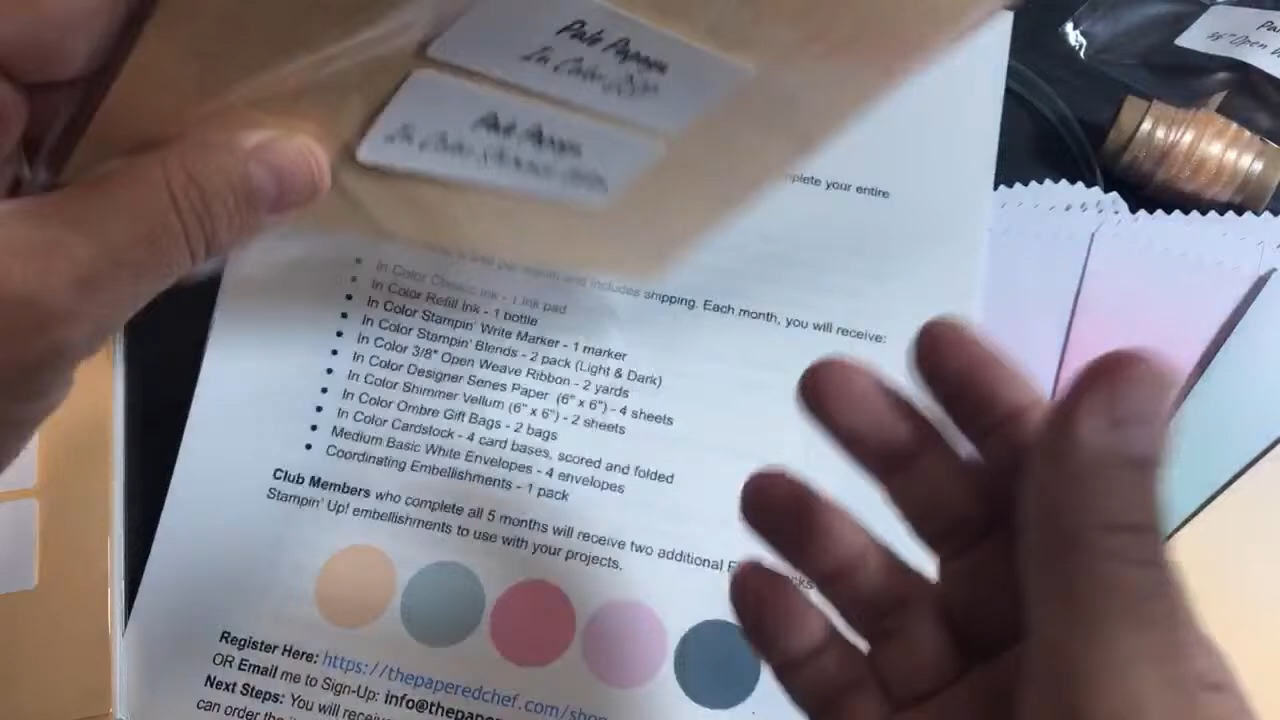 Pale Papaya
In Color
In Color
Open
plete your entire
per month and includes shipping. Each month, you will receive:
• In Color Classic Ink - 1 ink pad
• In Color Refill Ink - 1 bottle
• In Color Stampin' Write Marker - 1 marker
• In Color Stampin' Blends - 2 pack (Light & Dark)
• In Color 3/8" Open Weave Ribbon - 2 yards
• In Color Designer Series Paper (6" x 6") - 4 sheets
• In Color Shimmer Vellum (6" x 6") - 2 sheets
• In Color Ombre Gift Bags - 2 bags
• In Color Cardstock - 4 card bases, scored and folded
• Medium Basic White Envelopes - 4 envelopes
• Coordinating Embellishments - 1 pack
Club Members who complete all 5 months will receive two additional
Stampin' Up! embellishments to use with your projects.
Register Here: https://thepaperedchef.com/sho
OR Email me to Sign-Up: info@thepape
Next Steps: You will receiv
can order the